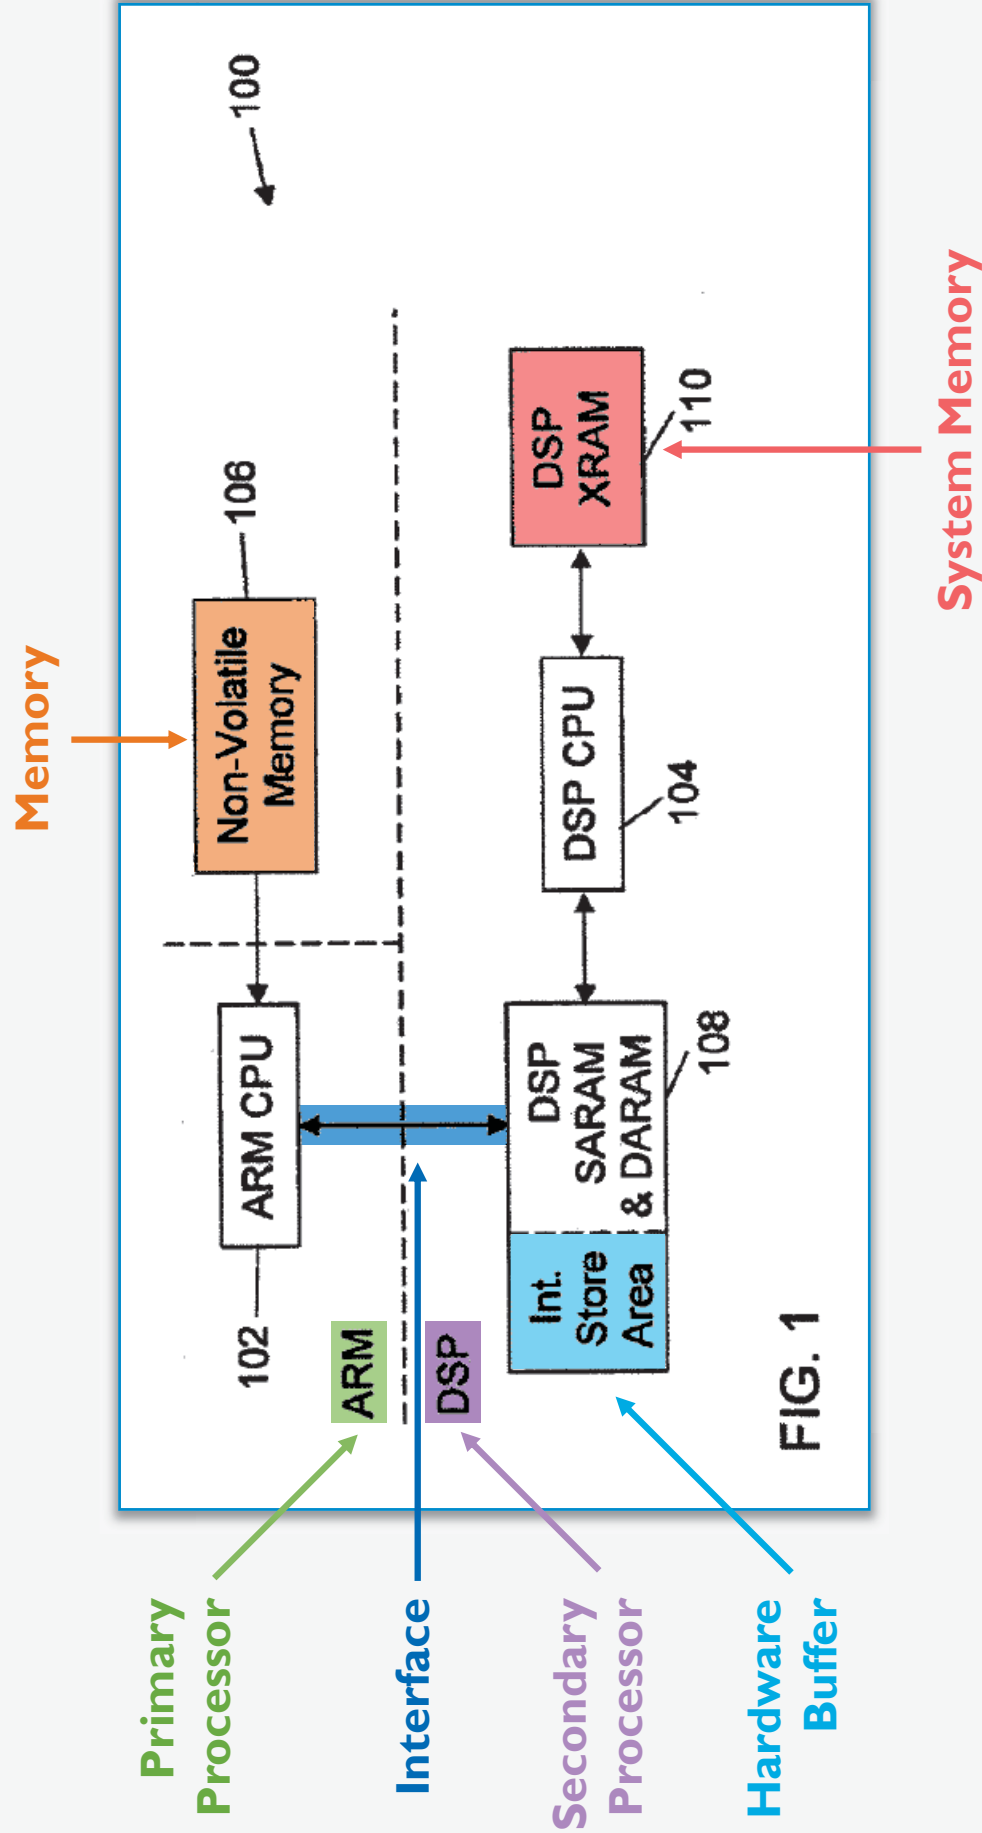 Memory
100
106
Non-Volatile
Memory
ARM CPU
102
Primary
Processor
ARM
Interface
DSP
Secondary
Processor
Int.
Store
Area
DSP
SARAM
& DARAM
108
DSP CPU
104
DSP
XRAM
110
Hardware
Buffer
FIG. 1
System Memory